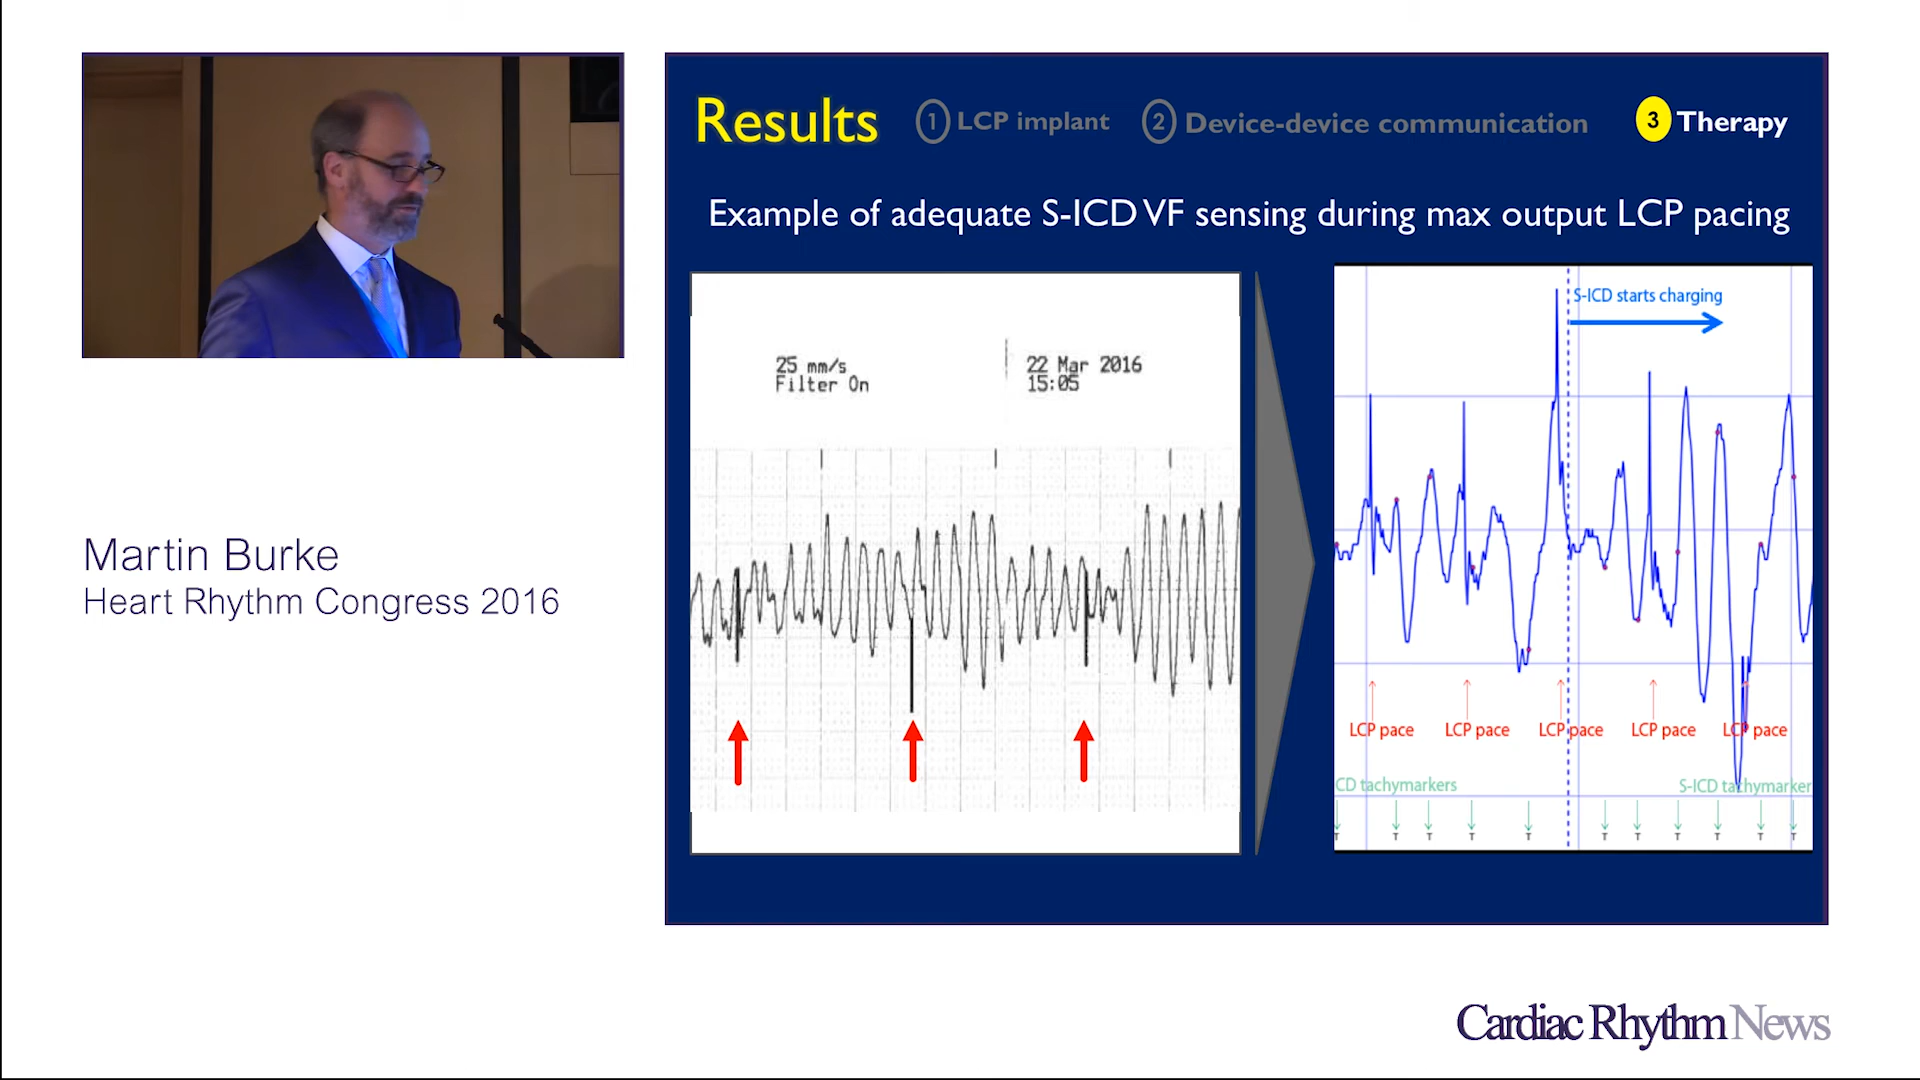 Results
1 LCP implant
2 Device-device communication
3 Therapy
Example of adequate S-ICD VF sensing during max output LCP pacing
25 mm/s
Filter On
22 Mar 2016
15:05
S-ICD starts charging
LCP pace LCP pace LCP pace LCP pace LCP pace
CD tachymarkers
S-ICD tachymarker
T T T T T T T T T T T
Martin Burke
Heart Rhythm Congress 2016
Cardiac Rhythm News